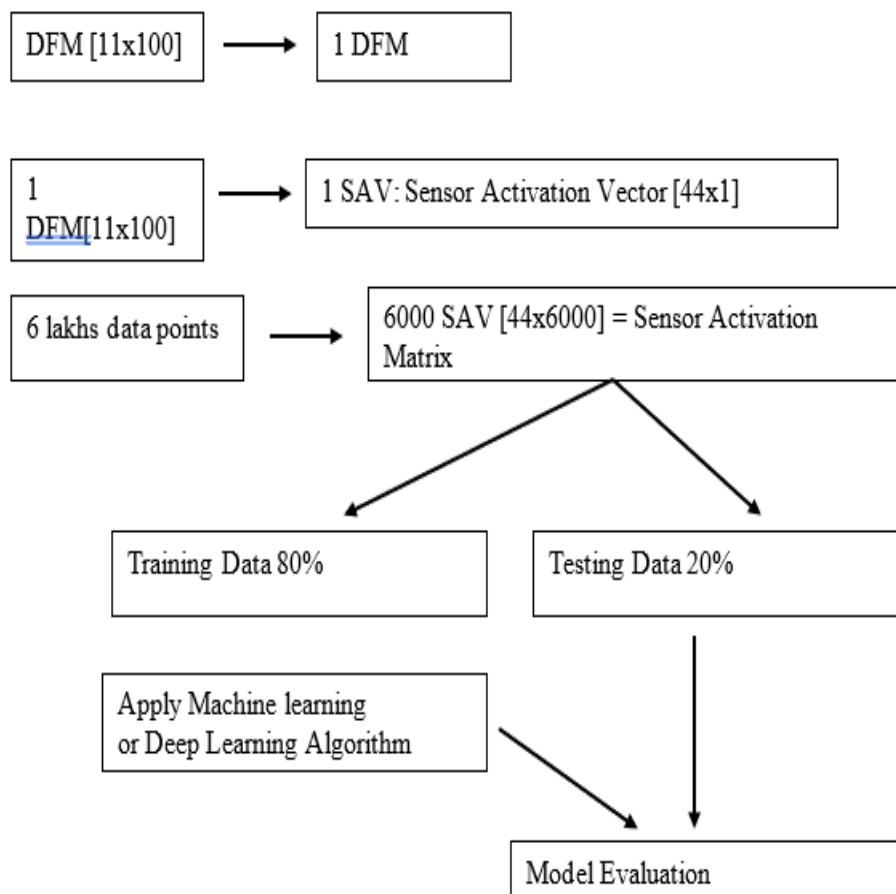 DFM [11x100]
1 DFM
1
DFM[11x100]
1 SAV: Sensor Activation Vector [44x1]
6 lakhs data points
6000 SAV [44x6000] = Sensor Activation
Matrix
Training Data 80%
Testing Data 20%
Apply Machine learning
or Deep Learning Algorithm
Model Evaluation